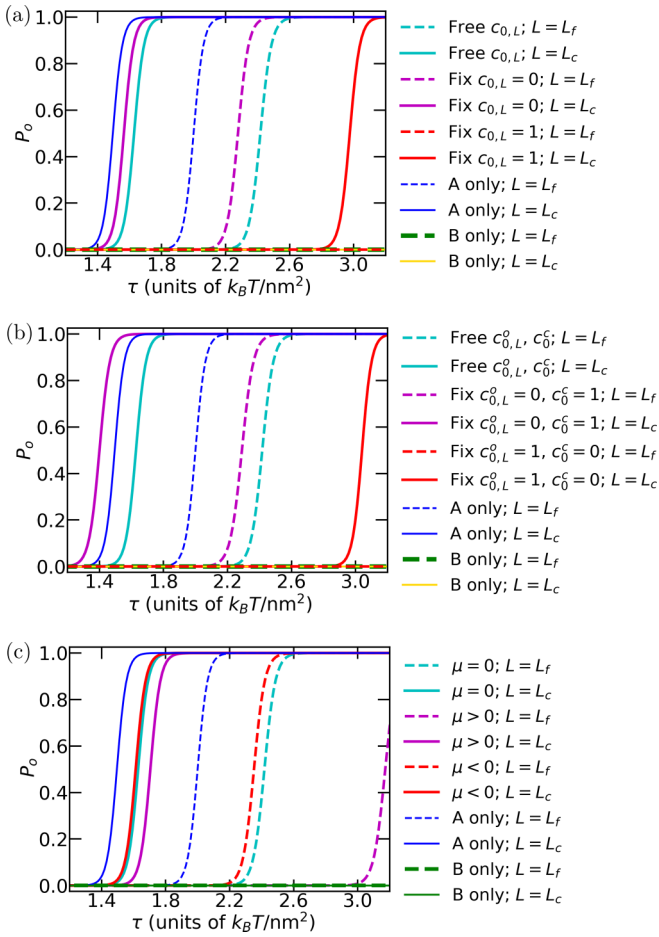 (a)
1.0
0.8
0.6
0.4
0.2
0.0
P_o
1.4 1.8 2.2 2.6 3.0
τ (units of k_BT/nm²)
Free c_{0,L}; L = L_f
Free c_{0,L}; L = L_c
Fix c_{0,L} = 0; L = L_f
Fix c_{0,L} = 0; L = L_c
Fix c_{0,L} = 1; L = L_f
Fix c_{0,L} = 1; L = L_c
A only; L = L_f
A only; L = L_c
B only; L = L_f
B only; L = L_c
(b)
1.0
0.8
0.6
0.4
0.2
0.0
P_o
1.4 1.8 2.2 2.6 3.0
τ (units of k_BT/nm²)
Free c^o_{0,L}, c^c_0; L = L_f
Free c^o_{0,L}, c^c_0; L = L_c
Fix c^o_{0,L} = 0, c^c_0 = 1; L = L_f
Fix c^o_{0,L} = 0, c^c_0 = 1; L = L_c
Fix c^o_{0,L} = 1, c^c_0 = 0; L = L_f
Fix c^o_{0,L} = 1, c^c_0 = 0; L = L_c
A only; L = L_f
A only; L = L_c
B only; L = L_f
B only; L = L_c
(c)
1.0
0.8
0.6
0.4
0.2
0.0
P_o
1.4 1.8 2.2 2.6 3.0
τ (units of k_BT/nm²)
μ = 0; L = L_f
μ = 0; L = L_c
μ > 0; L = L_f
μ > 0; L = L_c
μ < 0; L = L_f
μ < 0; L = L_c
A only; L = L_f
A only; L = L_c
B only; L = L_f
B only; L = L_c